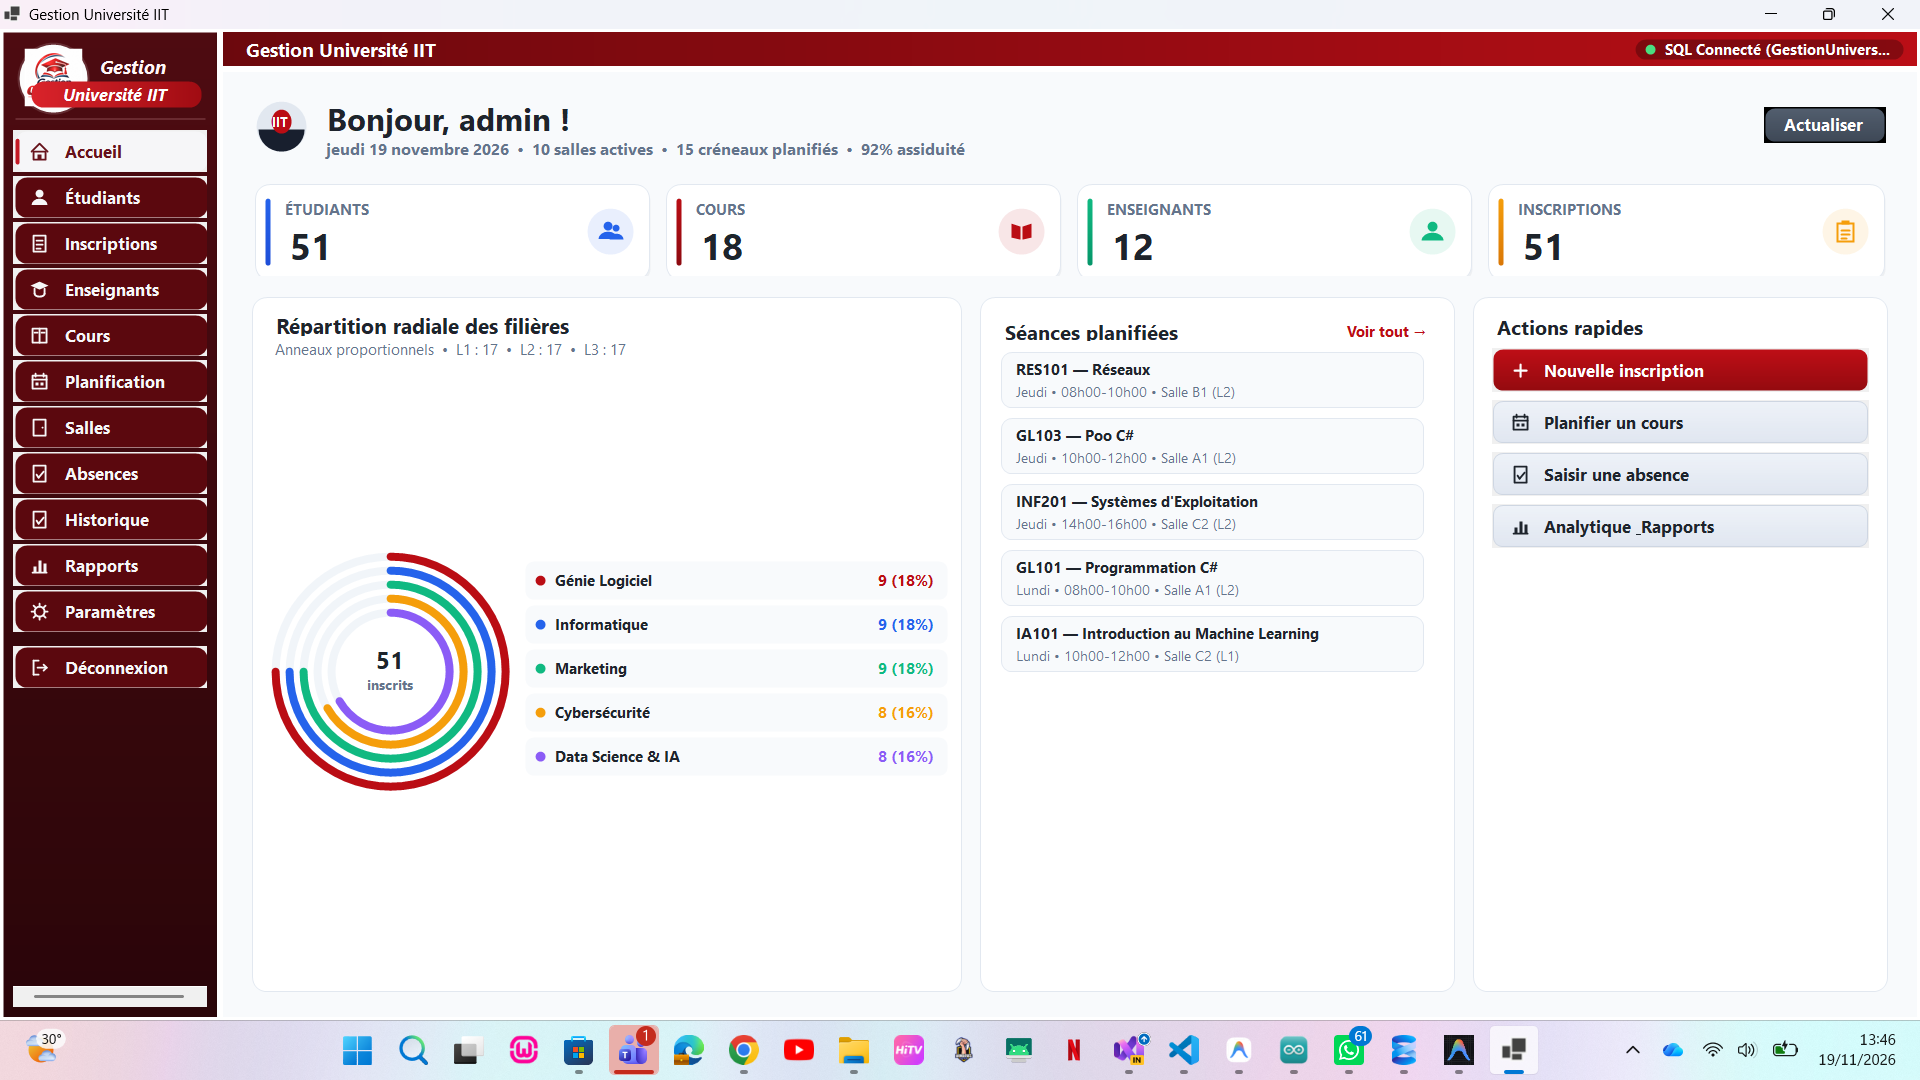 Gestion Université IIT
Gestion
Université IIT
Accueil
Étudiants
Inscriptions
Enseignants
Cours
Planification
Salles
Absences
Historique
Rapports
Paramètres
Déconnexion
Gestion Université IIT
SQL Connecté (GestionUnivers...
IIT
Bonjour, admin !
jeudi 19 novembre 2026 • 10 salles actives • 15 créneaux planifiés • 92% assiduité
Actualiser
ÉTUDIANTS
51
COURS
18
ENSEIGNANTS
12
INSCRIPTIONS
51
Répartition radiale des filières
Anneaux proportionnels • L1 : 17 • L2 : 17 • L3 : 17
51
inscrits
Génie Logiciel 9 (18%)
Informatique 9 (18%)
Marketing 9 (18%)
Cybersécurité 8 (16%)
Data Science & IA 8 (16%)
Séances planifiées
Voir tout →
RES101 — Réseaux
Jeudi • 08h00-10h00 • Salle B1 (L2)
GL103 — Poo C#
Jeudi • 10h00-12h00 • Salle A1 (L2)
INF201 — Systèmes d'Exploitation
Jeudi • 14h00-16h00 • Salle C2 (L2)
GL101 — Programmation C#
Lundi • 08h00-10h00 • Salle A1 (L2)
IA101 — Introduction au Machine Learning
Lundi • 10h00-12h00 • Salle C2 (L1)
Actions rapides
Nouvelle inscription
Planifier un cours
Saisir une absence
Analytique _Rapports
30°
1
HiTV
N
IN
61
13:46
19/11/2026